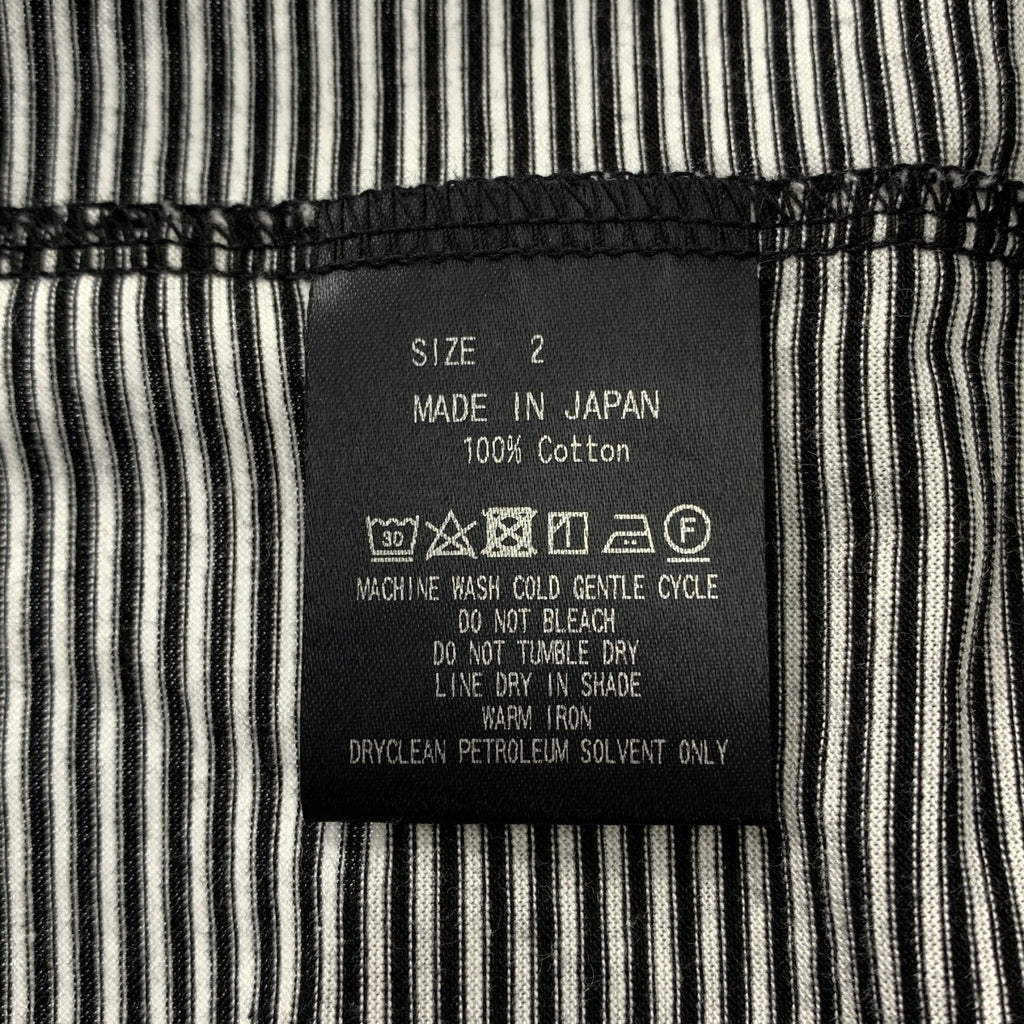 SIZE 2
MADE IN JAPAN
100% Cotton
30 F
MACHINE WASH COLD GENTLE CYCLE
DO NOT BLEACH
DO NOT TUMBLE DRY
LINE DRY IN SHADE
WARM IRON
DRYCLEAN PETROLEUM SOLVENT ONLY